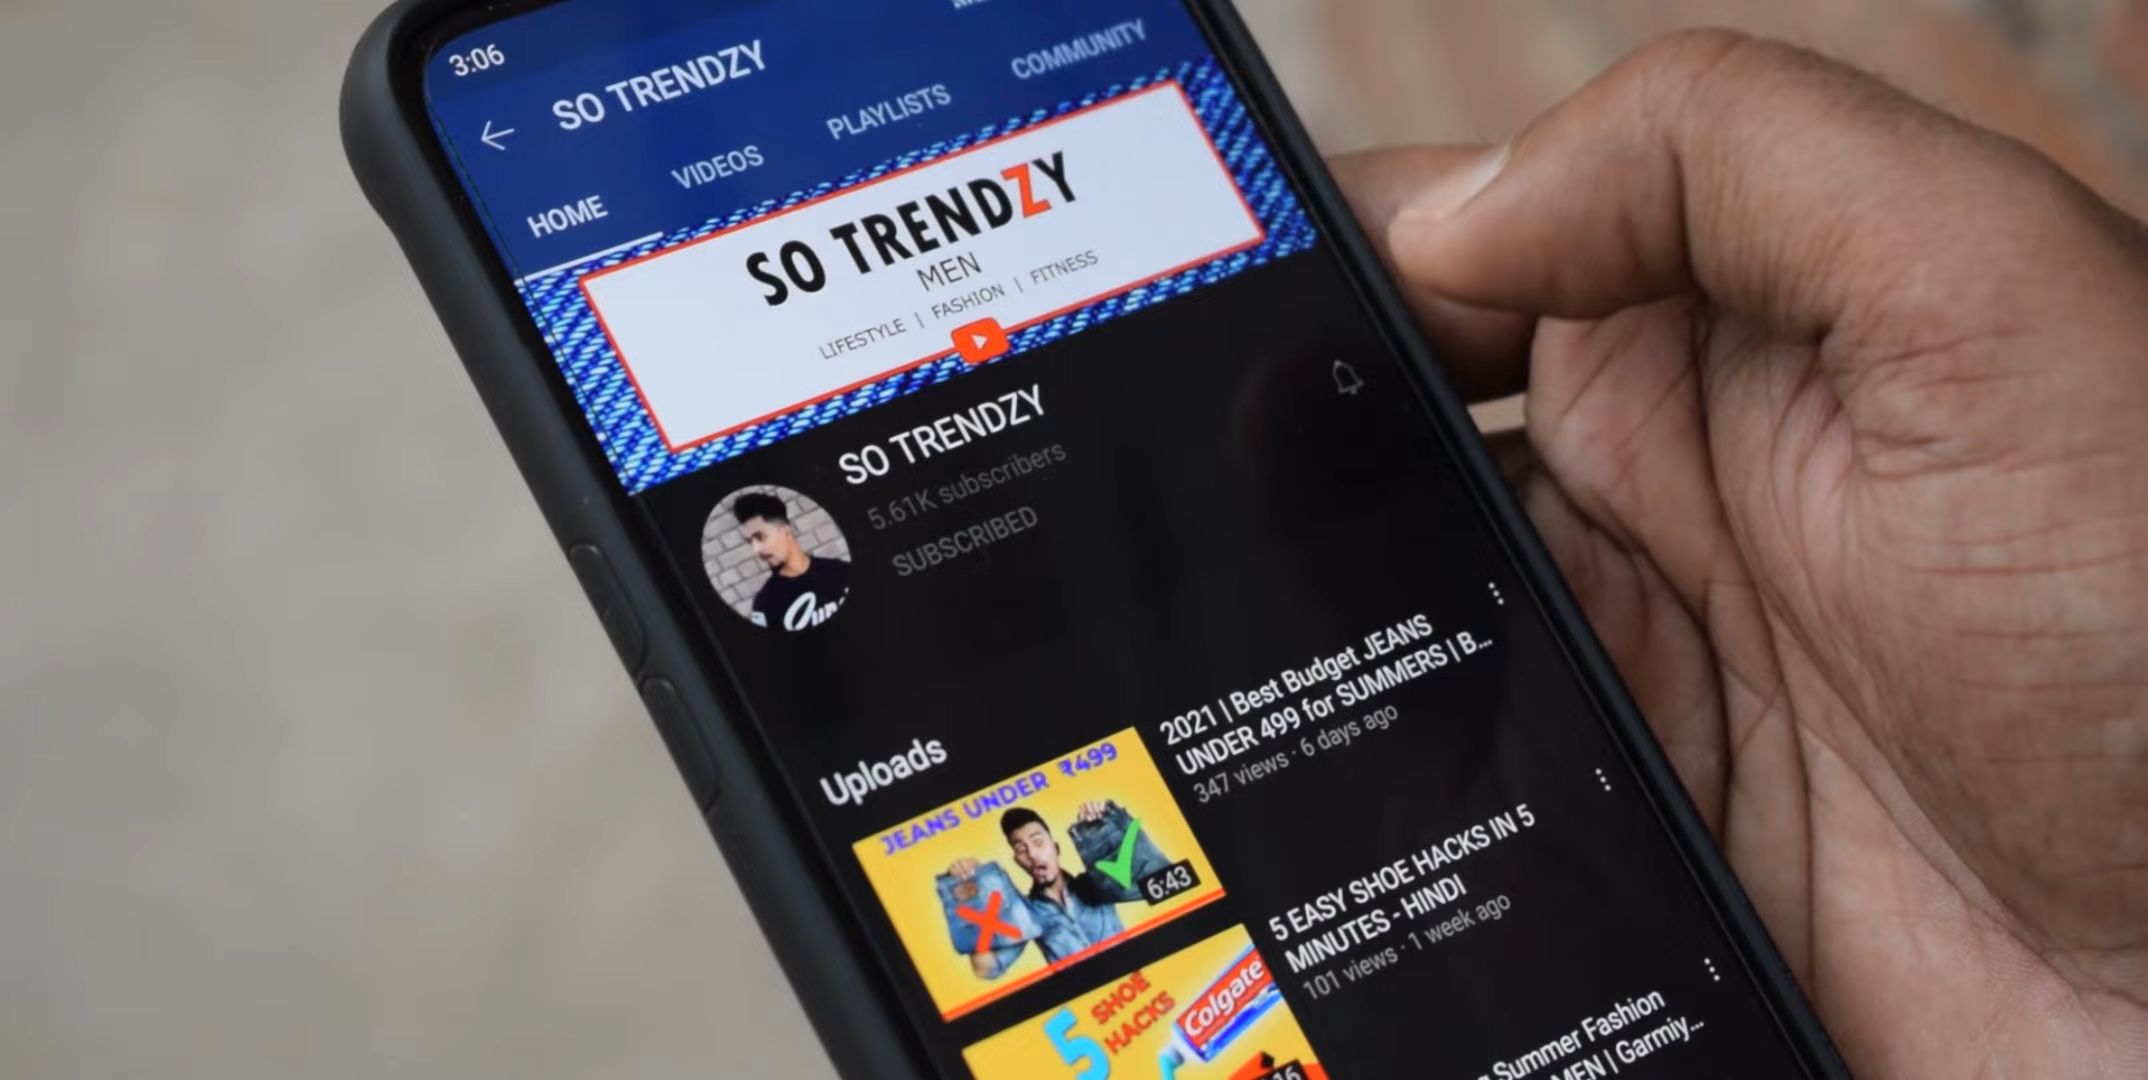 3:06
SO TRENDZY
HOME
VIDEOS
PLAYLISTS
COMMUNITY
SO TRENDZY
MEN
LIFESTYLE | FASHION | FITNESS
SO TRENDZY
5.61K subscribers
SUBSCRIBED
Uploads
JEANS UNDER ₹499
6:43
2021 | Best Budget JEANS
UNDER 499 for SUMMERS | B...
347 views · 6 days ago
5 SHOE
HACKS
Colgate
5 EASY SHOE HACKS IN 5
MINUTES - HINDI
101 views · 1 week ago
Summer Fashion
MEN | Garmiy...